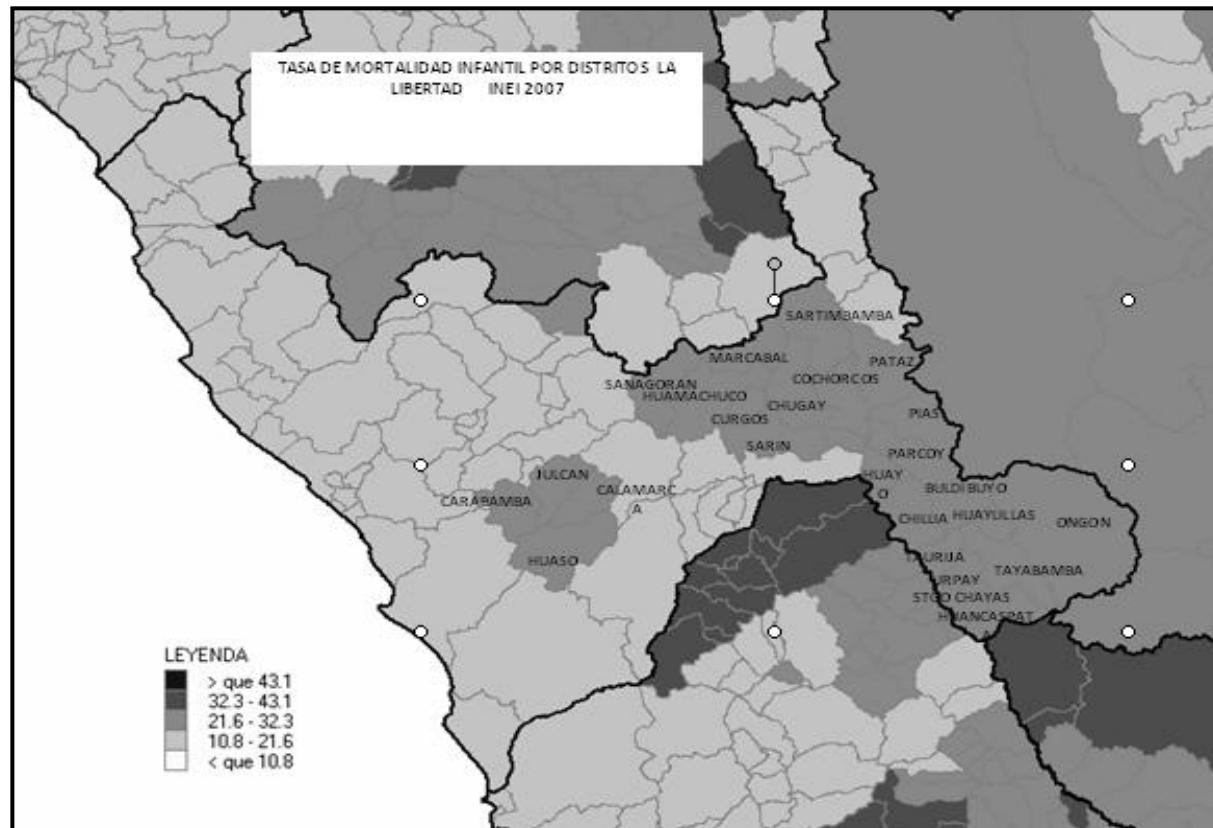 TASA DE MORTALIDAD INFANTIL POR DISTRITOS LA
LIBERTAD INEI 2007
SARTIMBAMBA
MARCABAL
PATAZ
SANAGORAN
COCHORCOS
HUAMACHUCO
CHUGAY
CURGOS
PIAS
SARIN
PARCOY
JULCAN
HUAY
O
CARABAMBA
CALAMARC
A
BULDIBUYO
CHILLIA
HUAYLILLAS
ONGON
HUASO
TAURIJA
TAYABAMBA
URPAY
STGO CHAYAS
HUANCASPAT
A
LEYENDA
> que 43.1
32.3 - 43.1
21.6 - 32.3
10.8 - 21.6
< que 10.8